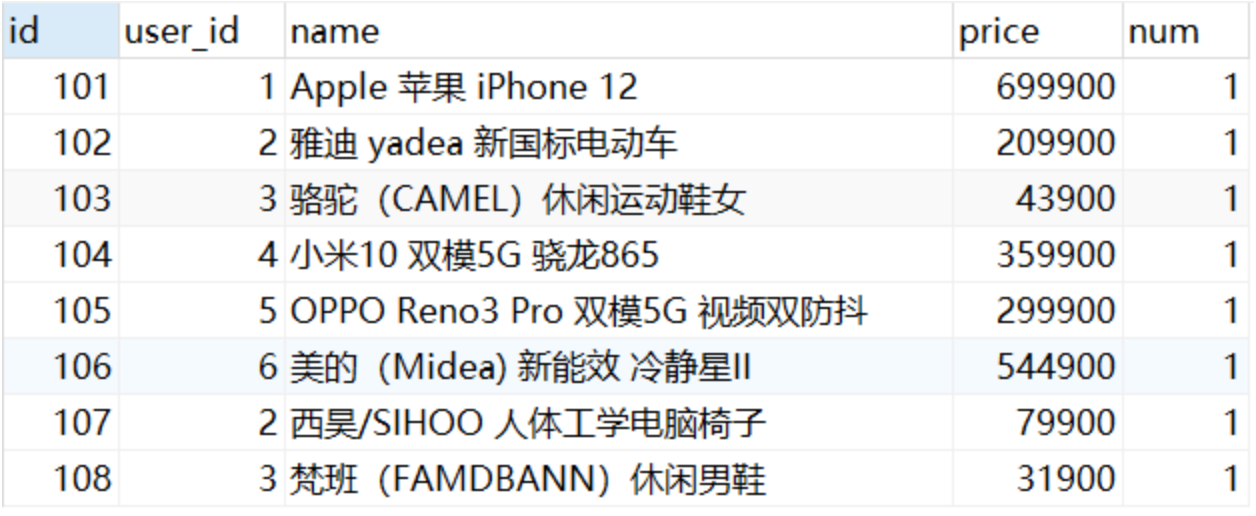 id user_id name price num
101 1 Apple 苹果 iPhone 12 699900 1
102 2 雅迪 yadea 新国标电动车 209900 1
103 3 骆驼（CAMEL）休闲运动鞋女 43900 1
104 4 小米10 双模5G 骁龙865 359900 1
105 5 OPPO Reno3 Pro 双模5G 视频双防抖 299900 1
106 6 美的（Midea) 新能效 冷静星II 544900 1
107 2 西昊/SIHOO 人体工学电脑椅子 79900 1
108 3 梵班（FAMDBANN）休闲男鞋 31900 1